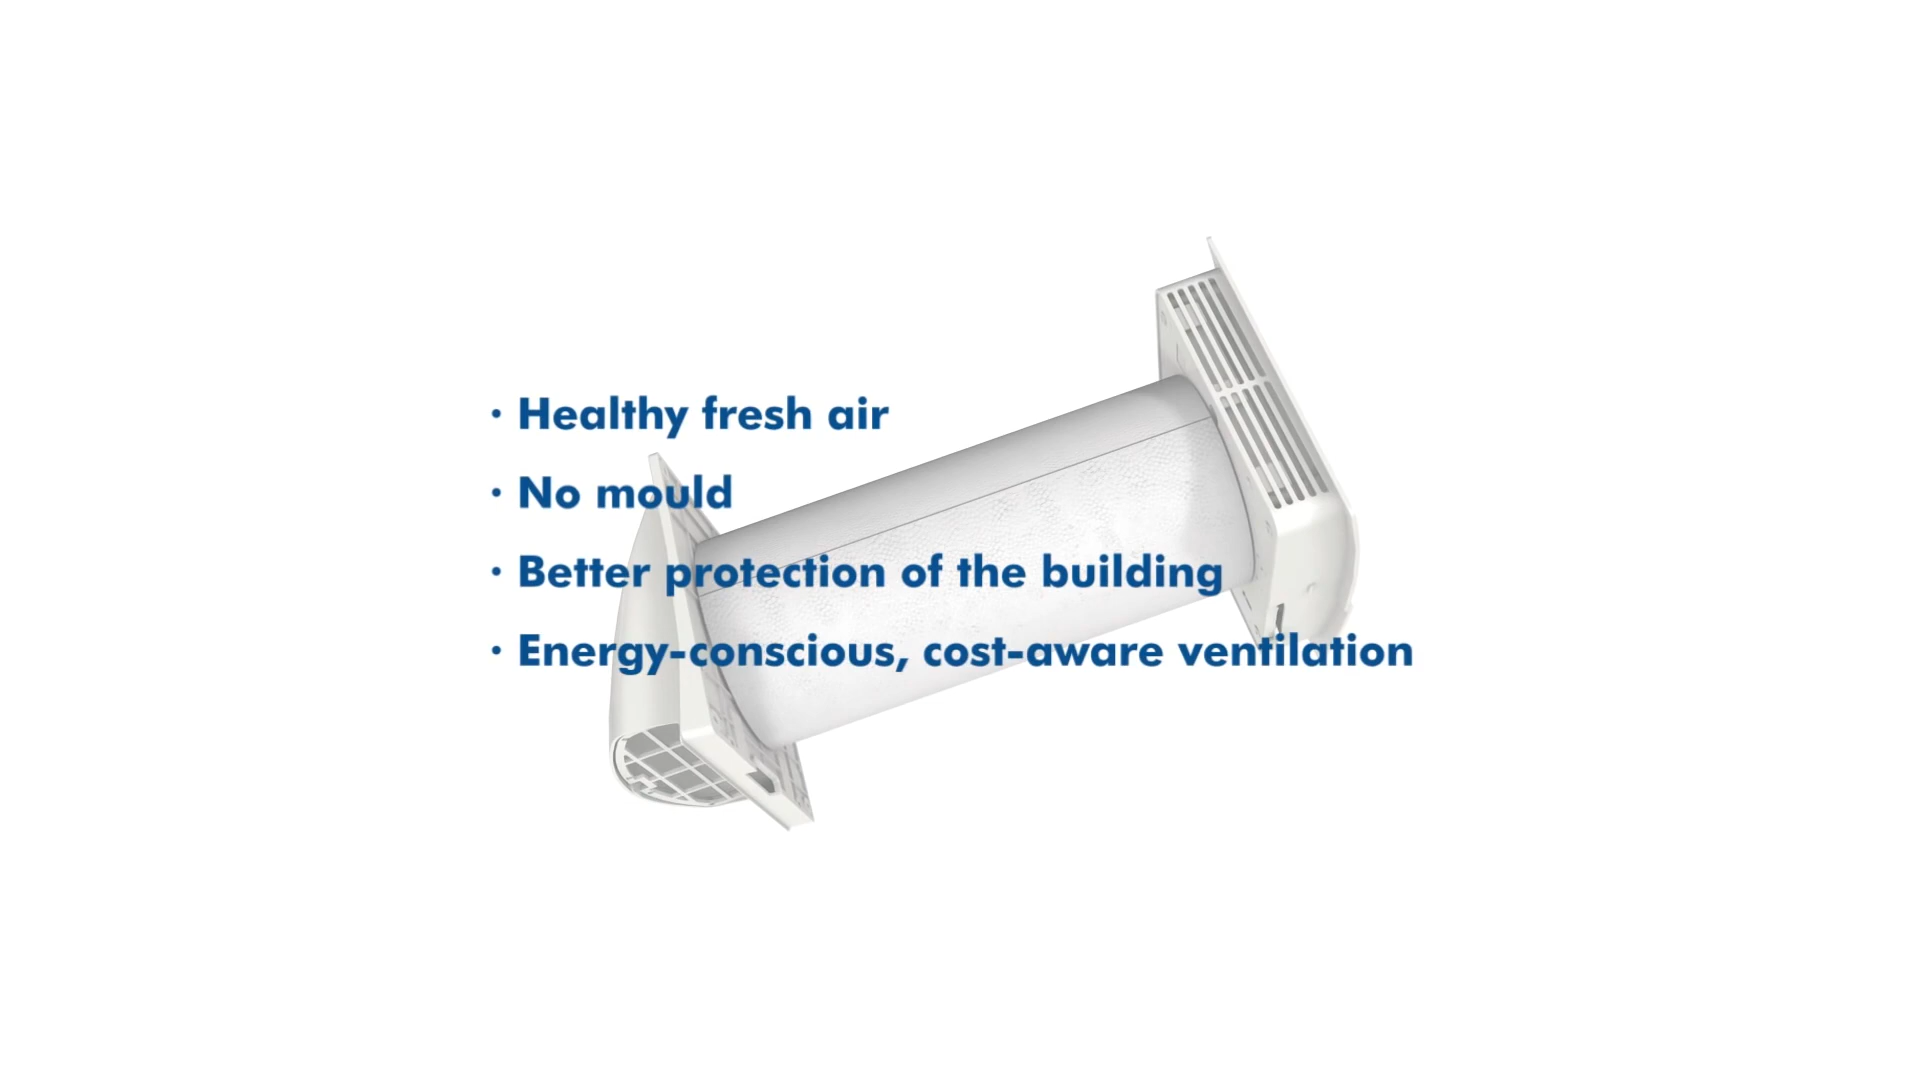 · Healthy fresh air
· No mould
· Better protection of the building
· Energy-conscious, cost-aware ventilation